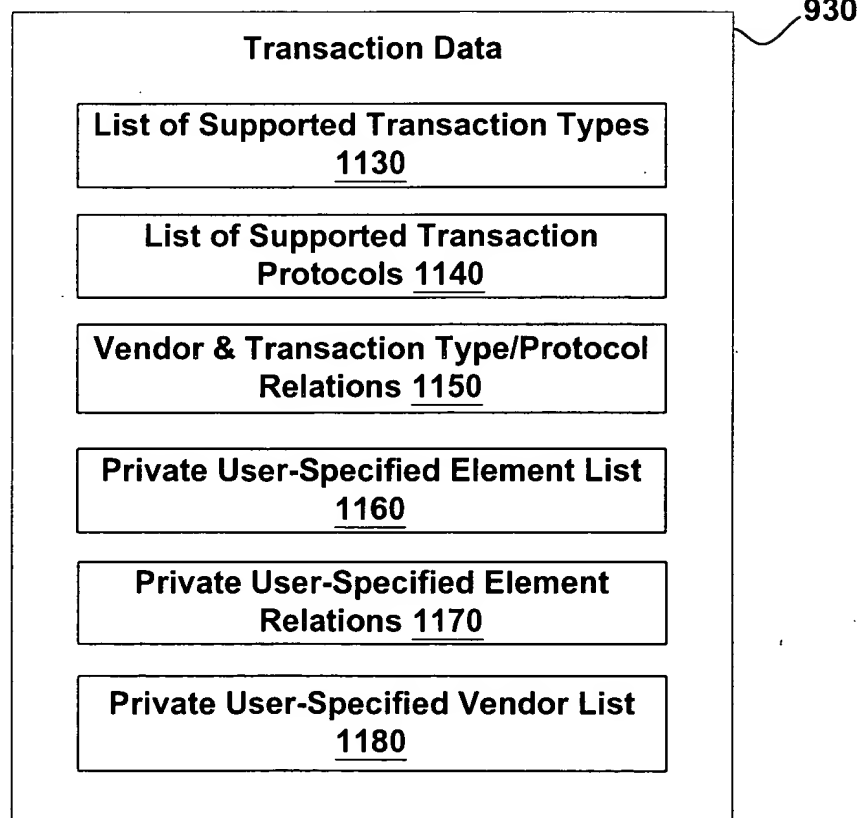 930
Transaction Data
List of Supported Transaction Types
1130
List of Supported Transaction
Protocols 1140
Vendor & Transaction Type/Protocol
Relations 1150
Private User-Specified Element List
1160
Private User-Specified Element
Relations 1170
Private User-Specified Vendor List
1180